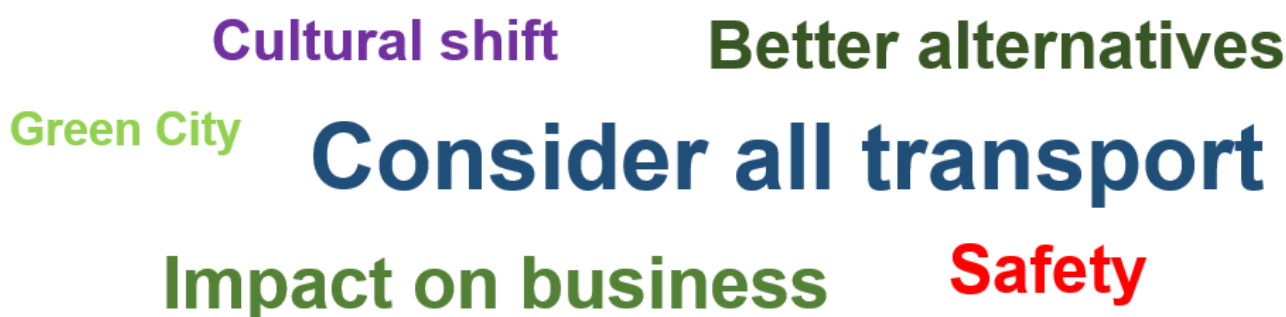 Cultural shift
Better alternatives
Green City
Consider all transport
Impact on business
Safety